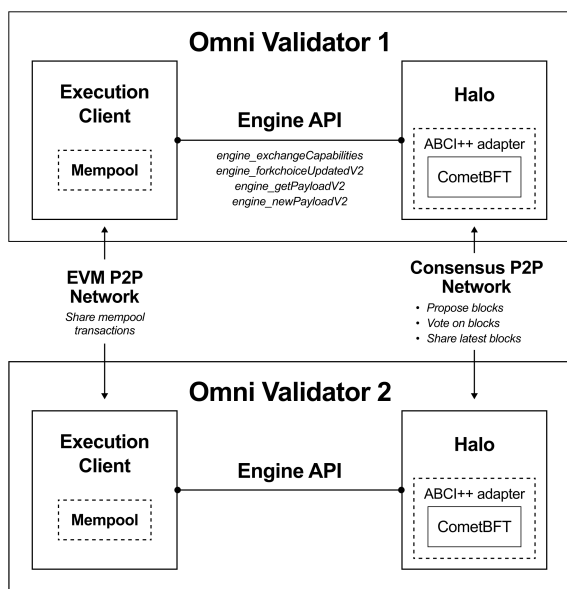 Omni Validator 1
Execution
Client
Mempool
Engine API
engine_exchangeCapabilities
engine_forkchoiceUpdatedV2
engine_getPayloadV2
engine_newPayloadV2
Halo
ABCI++ adapter
CometBFT
EVM P2P
Network
Share mempool
transactions
Consensus P2P
Network
• Propose blocks
• Vote on blocks
• Share latest blocks
Omni Validator 2
Execution
Client
Mempool
Engine API
Halo
ABCI++ adapter
CometBFT